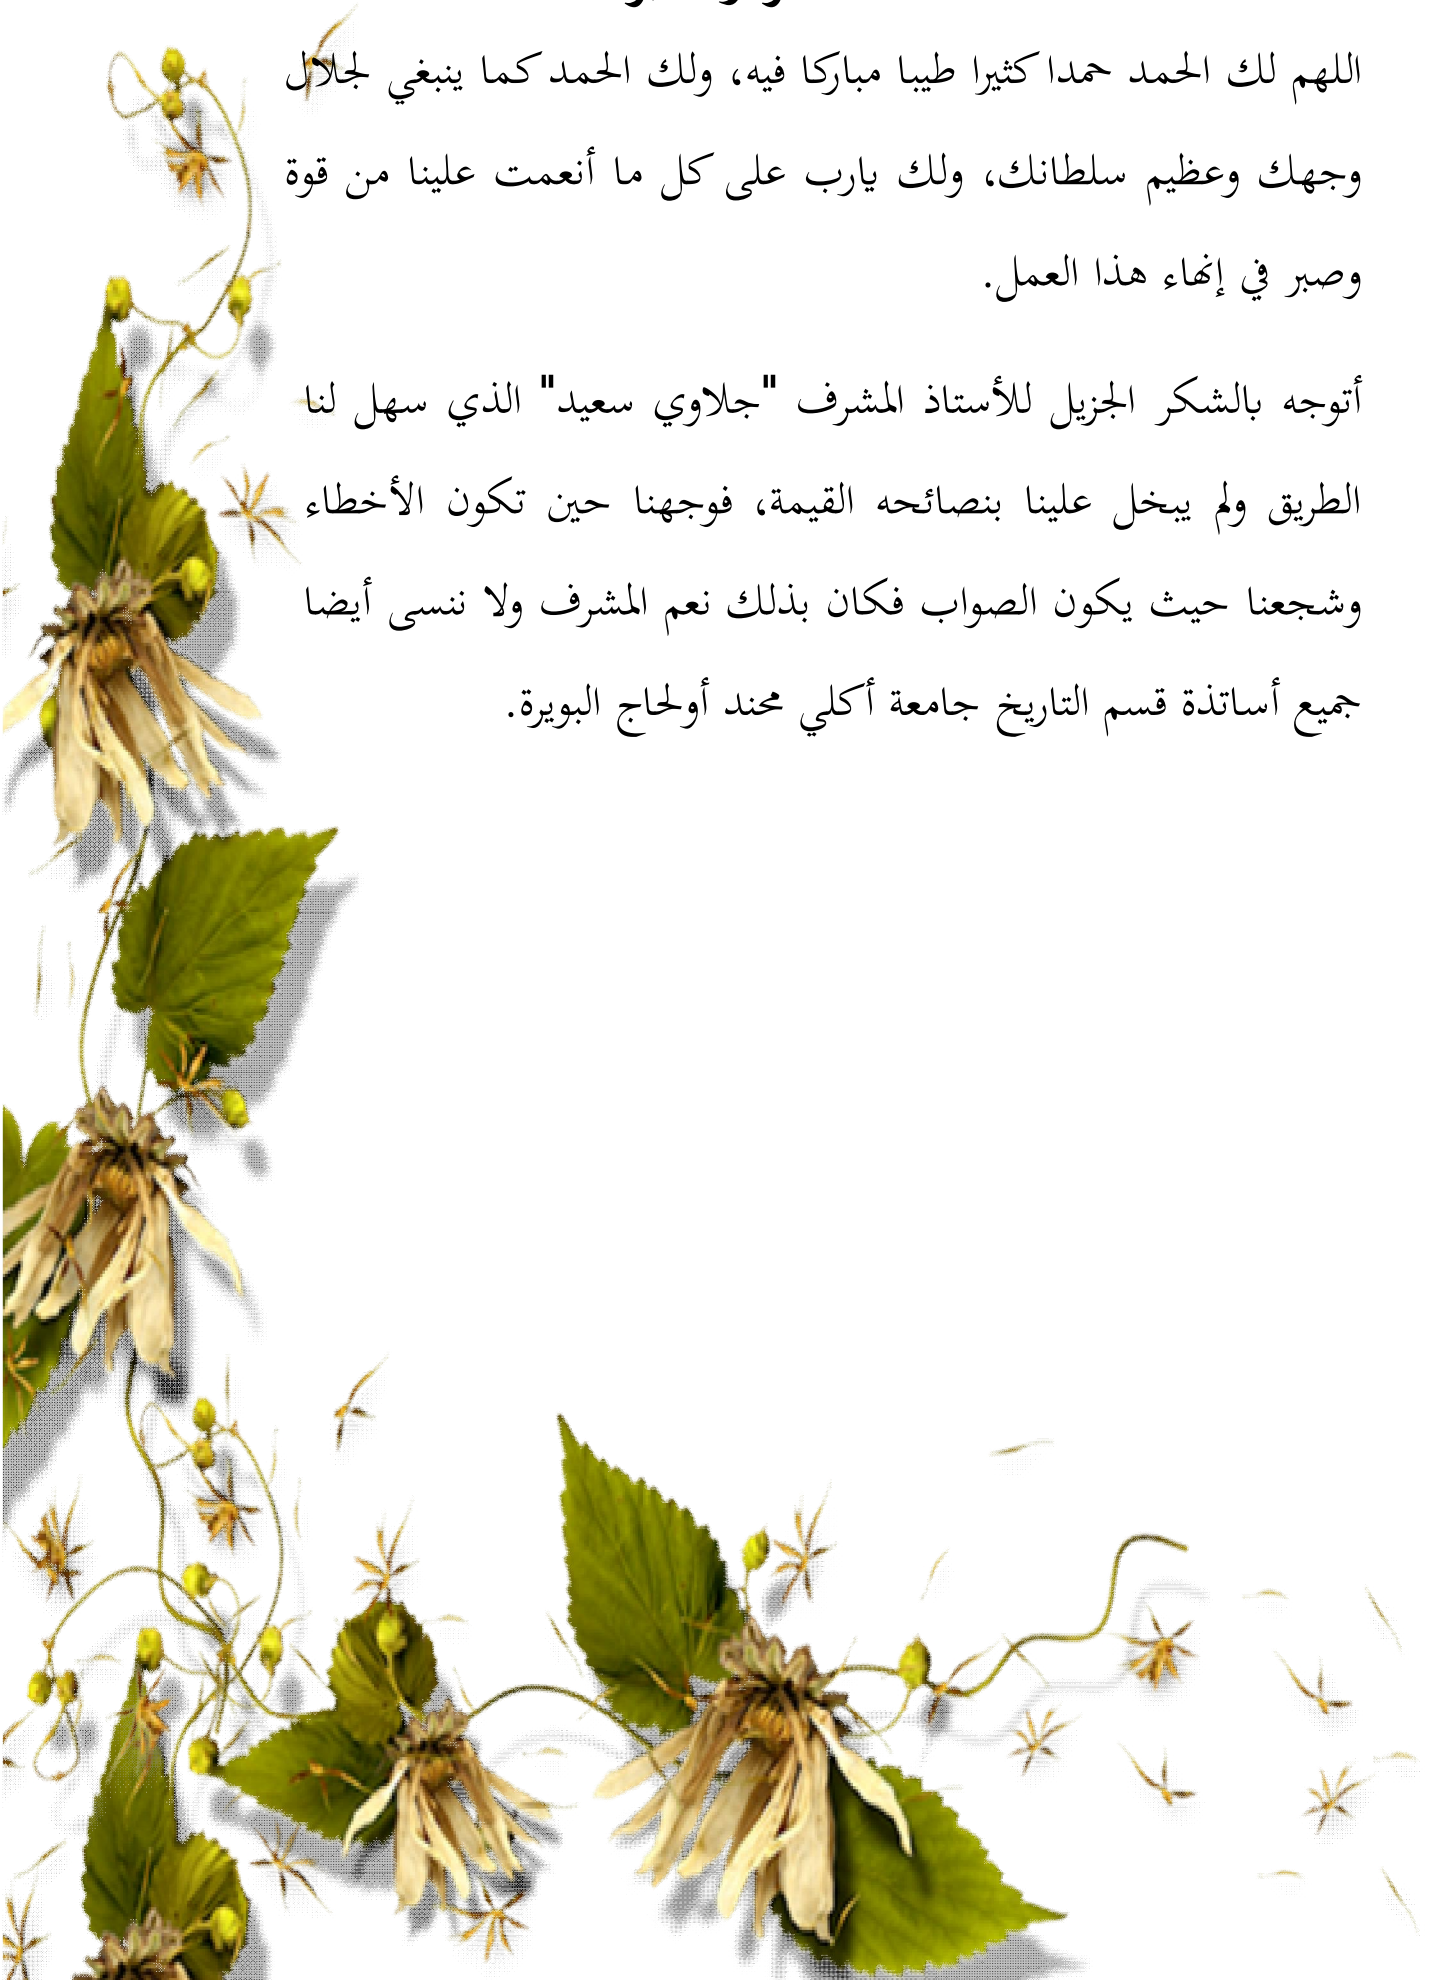 اللهم لك الحمد حمدا كثيرا طيبا مباركا فيه، ولك الحمد كما ينبغي لجلال
وجهك وعظيم سلطانك، ولك يارب على كل ما أنعمت علينا من قوة
وصبر في إنهاء هذا العمل.
أتوجه بالشكر الجزيل للأستاذ المشرف "جلاوي سعيد" الذي سهل لنا
الطريق ولم يبخل علينا بنصائحه القيمة، فوجهنا حين تكون الأخطاء
وشجعنا حيث يكون الصواب فكان بذلك نعم المشرف ولا ننسى أيضا
جميع أساتذة قسم التاريخ جامعة أكلي محند أولحاج البويرة.